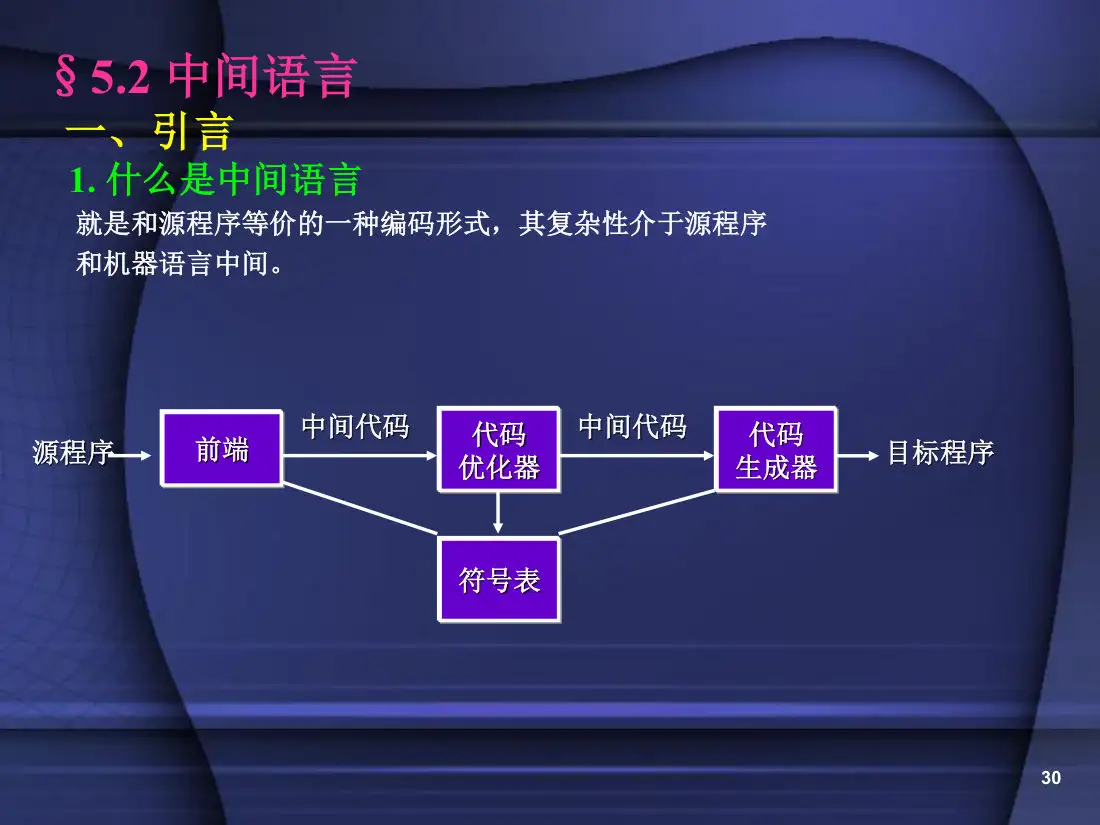 §5.2 中间语言
一、引言
1. 什么是中间语言
就是和源程序等价的一种编码形式，其复杂性介于源程序
和机器语言中间。
源程序
前端
中间代码
代码
优化器
中间代码
代码
生成器
目标程序
符号表
30